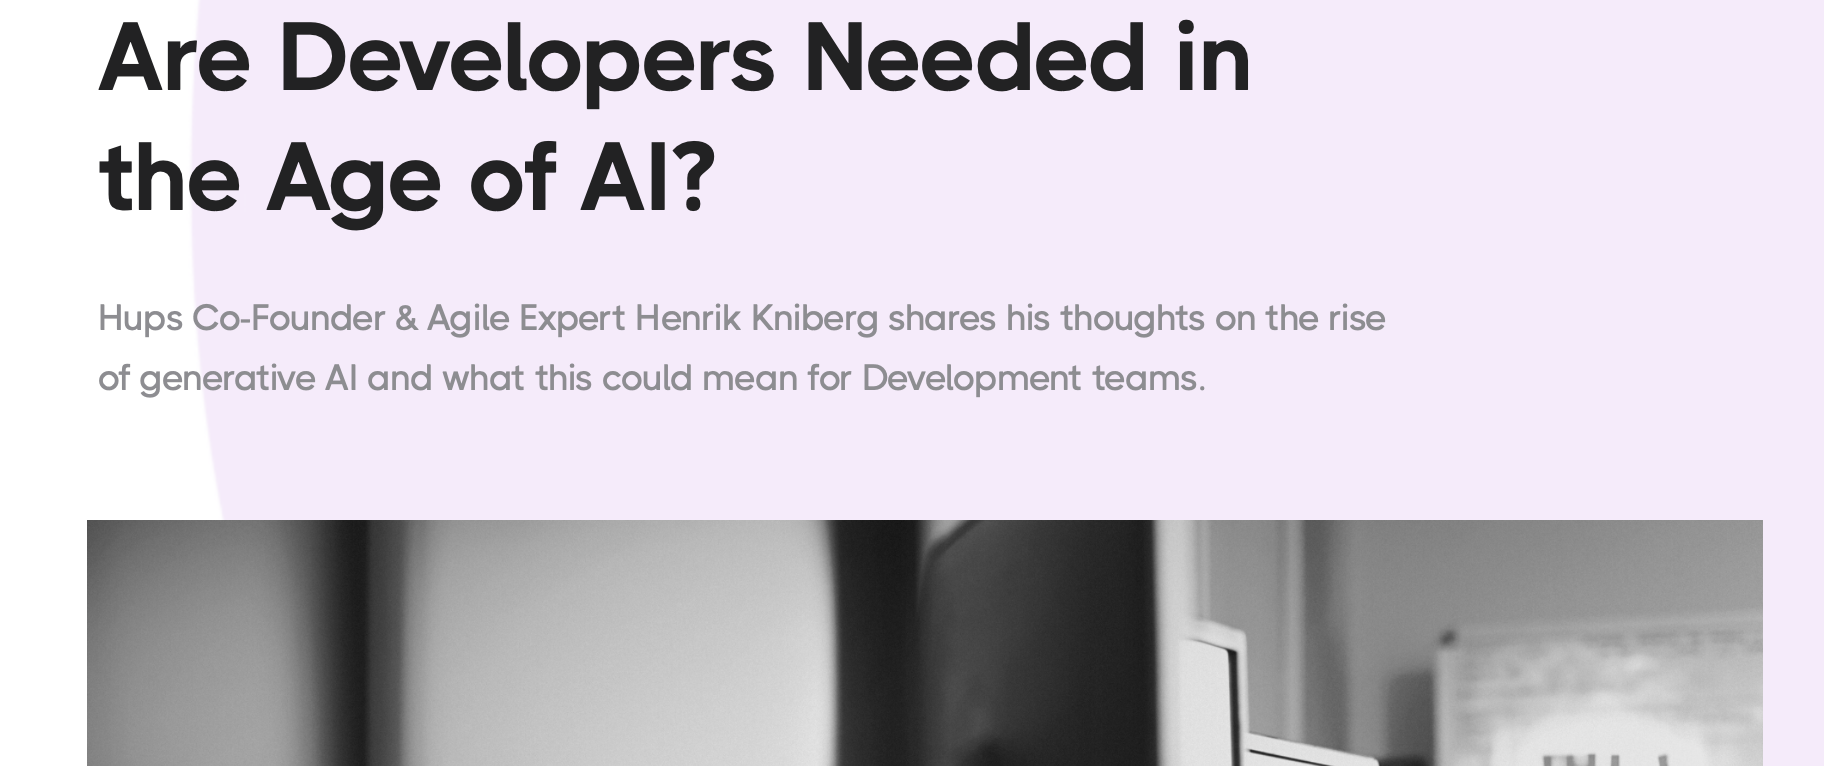 Are Developers Needed in
the Age of AI?
Hups Co-Founder & Agile Expert Henrik Kniberg shares his thoughts on the rise
of generative AI and what this could mean for Development teams.